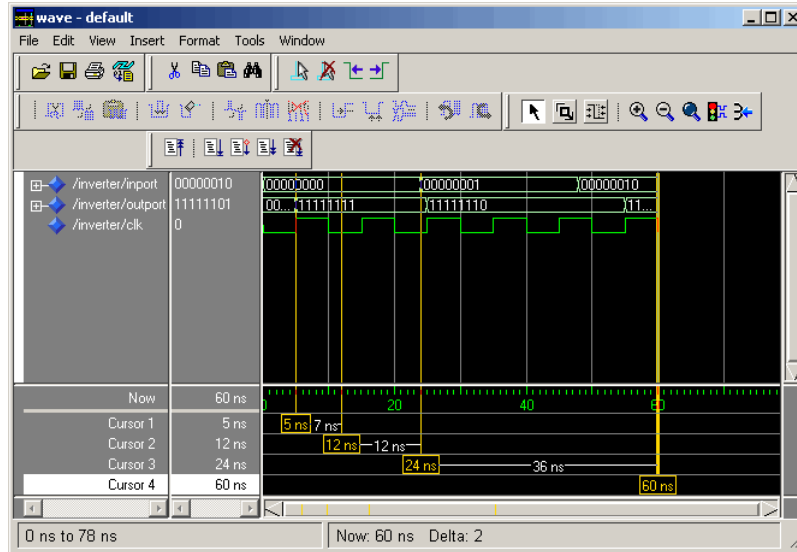 wave - default
File Edit View Insert Format Tools Window
/inverter/inport 00000010 00000000 00000001 00000010
/inverter/outport 11111101 00... 11111111 11111110 11...
/inverter/clk 0
Now 60 ns 0 20 40 60
Cursor 1 5 ns 5 ns 7 ns
Cursor 2 12 ns 12 ns 12 ns
Cursor 3 24 ns 24 ns 36 ns
Cursor 4 60 ns 60 ns
0 ns to 78 ns Now: 60 ns Delta: 2